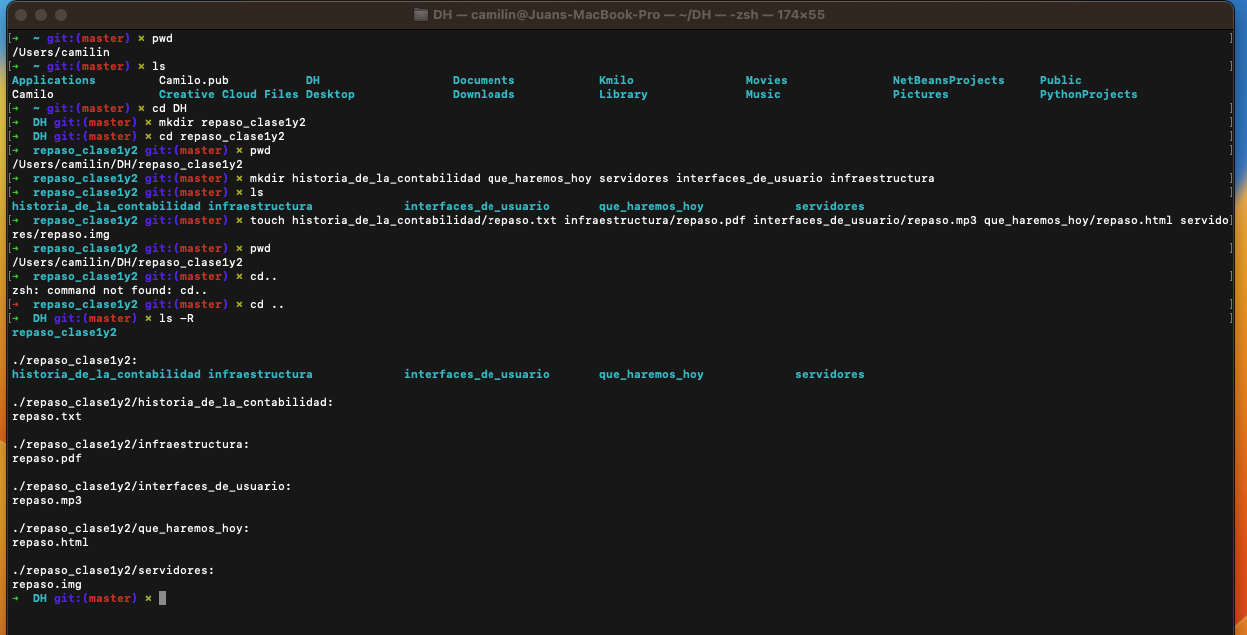 DH — camilin@Juans-MacBook-Pro — ~/DH — -zsh — 174×55
[➜  ~ git:(master) ✗ pwd ]
/Users/camilin
[➜  ~ git:(master) ✗ ls ]
Applications Camilo.pub DH Documents Kmilo Movies NetBeansProjects Public
Camilo Creative Cloud Files Desktop Downloads Library Music Pictures PythonProjects
[➜  ~ git:(master) ✗ cd DH ]
[➜  DH git:(master) ✗ mkdir repaso_clase1y2 ]
[➜  DH git:(master) ✗ cd repaso_clase1y2 ]
[➜  repaso_clase1y2 git:(master) ✗ pwd ]
/Users/camilin/DH/repaso_clase1y2
[➜  repaso_clase1y2 git:(master) ✗ mkdir historia_de_la_contabilidad que_haremos_hoy servidores interfaces_de_usuario infraestructura ]
[➜  repaso_clase1y2 git:(master) ✗ ls ]
historia_de_la_contabilidad infraestructura interfaces_de_usuario que_haremos_hoy servidores
[➜  repaso_clase1y2 git:(master) ✗ touch historia_de_la_contabilidad/repaso.txt infraestructura/repaso.pdf interfaces_de_usuario/repaso.mp3 que_haremos_hoy/repaso.html servido]
res/repaso.img
[➜  repaso_clase1y2 git:(master) ✗ pwd ]
/Users/camilin/DH/repaso_clase1y2
[➜  repaso_clase1y2 git:(master) ✗ cd.. ]
zsh: command not found: cd..
[➜  repaso_clase1y2 git:(master) ✗ cd .. ]
[➜  DH git:(master) ✗ ls -R ]
repaso_clase1y2
./repaso_clase1y2:
historia_de_la_contabilidad infraestructura interfaces_de_usuario que_haremos_hoy servidores
./repaso_clase1y2/historia_de_la_contabilidad:
repaso.txt
./repaso_clase1y2/infraestructura:
repaso.pdf
./repaso_clase1y2/interfaces_de_usuario:
repaso.mp3
./repaso_clase1y2/que_haremos_hoy:
repaso.html
./repaso_clase1y2/servidores:
repaso.img
➜  DH git:(master) ✗